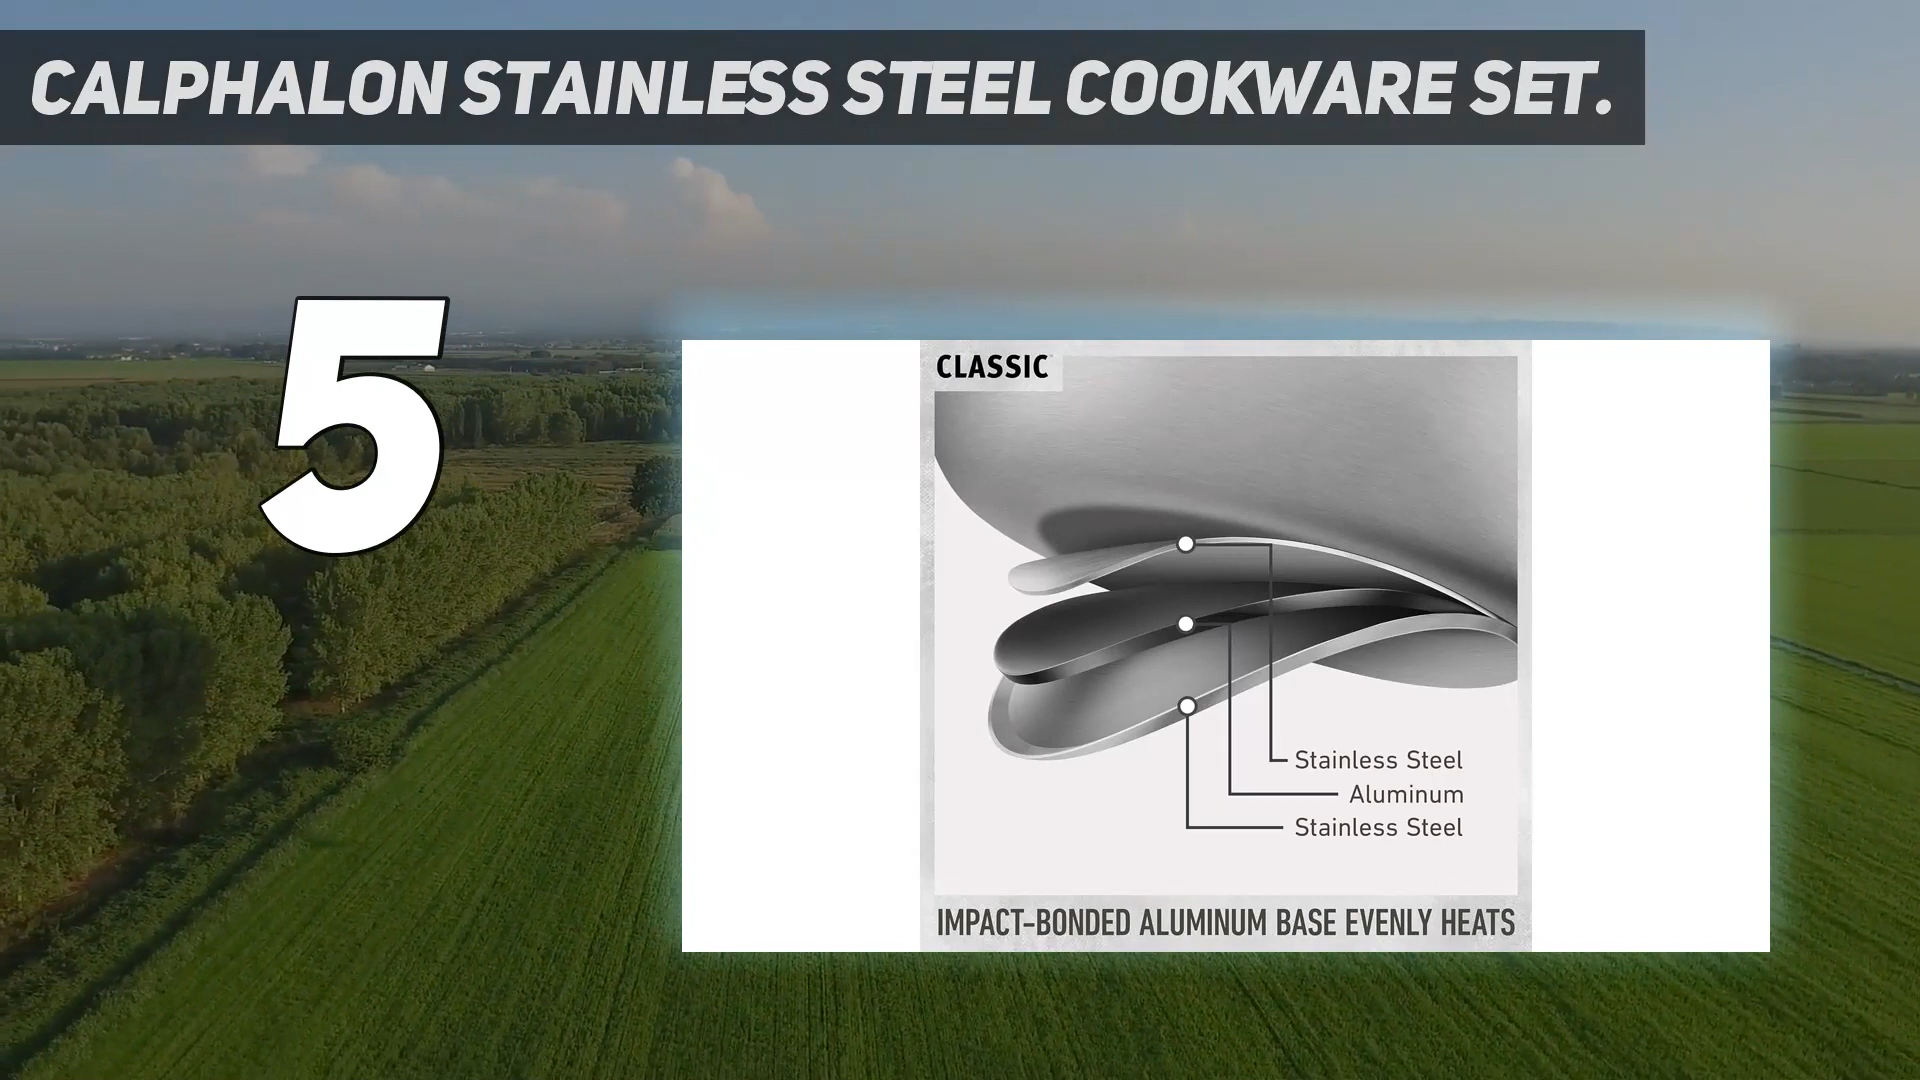 CALPHALON STAINLESS STEEL COOKWARE SET.
5
CLASSIC
Stainless Steel
Aluminum
Stainless Steel
IMPACT-BONDED ALUMINUM BASE EVENLY HEATS